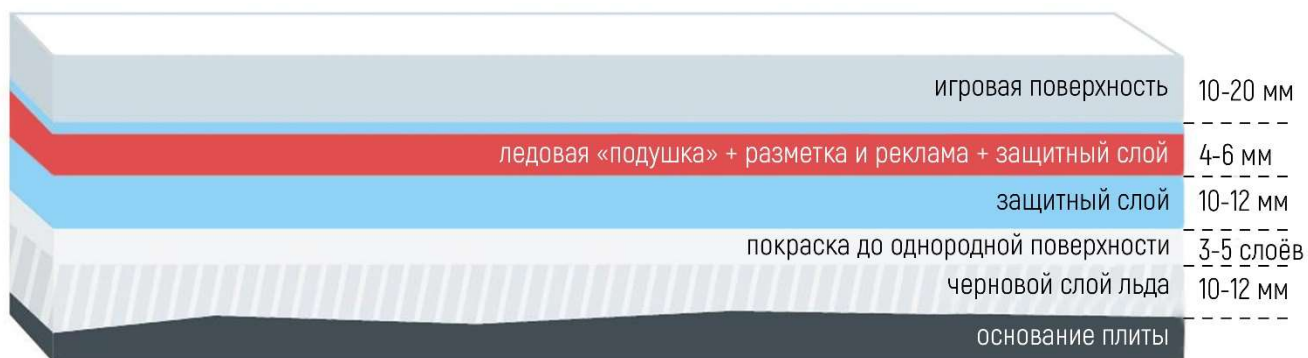 игровая поверхность 10-20 мм
ледовая «подушка» + разметка и реклама + защитный слой 4-6 мм
защитный слой 10-12 мм
покраска до однородной поверхности 3-5 слоёв
черновой слой льда 10-12 мм
основание плиты